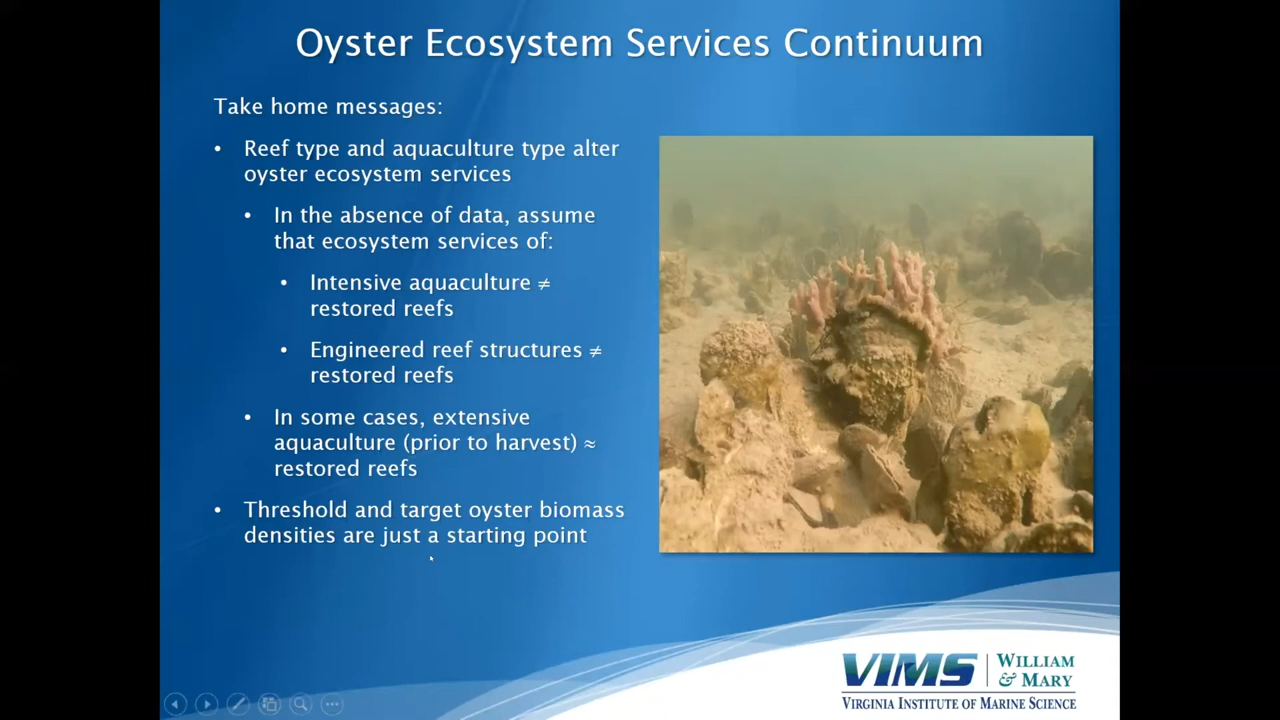 Oyster Ecosystem Services Continuum
Take home messages:
• Reef type and aquaculture type alter
oyster ecosystem services
• In the absence of data, assume
that ecosystem services of:
• Intensive aquaculture ≠
restored reefs
• Engineered reef structures ≠
restored reefs
• In some cases, extensive
aquaculture (prior to harvest) ≈
restored reefs
• Threshold and target oyster biomass
densities are just a starting point
VIMS
WILLIAM
& MARY
VIRGINIA INSTITUTE OF MARINE SCIENCE